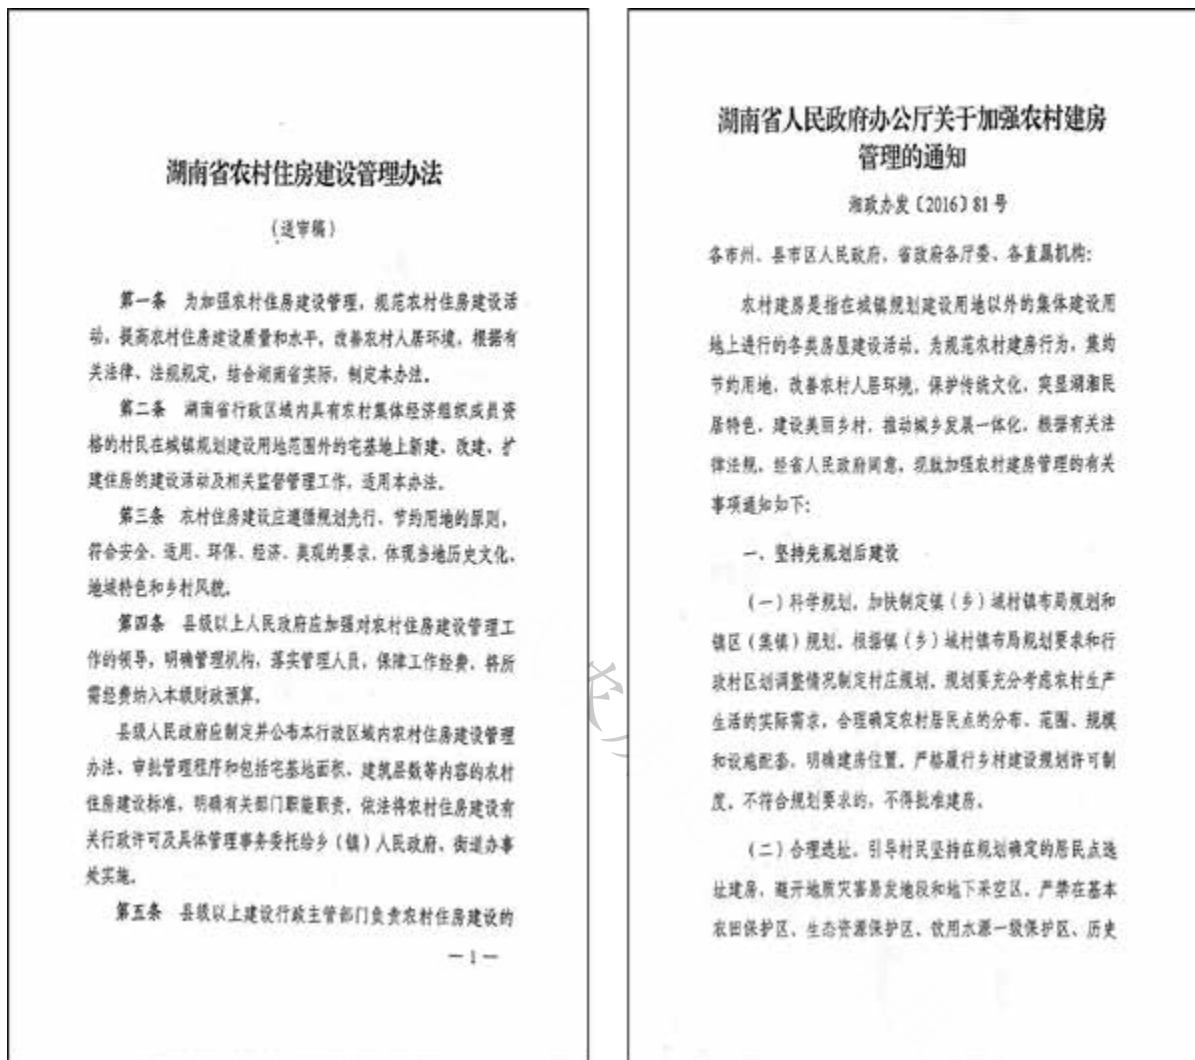 湖南省农村住房建设管理办法
（送审稿）
第一条 为加强农村住房建设管理，规范农村住房建设活
动，提高农村住房建设质量和水平，改善农村人居环境，根据有
关法律、法规规定，结合湖南省实际，制定本办法。
第二条 湖南省行政区域内具有农村集体经济组织成员资
格的村民在城镇规划建设用地范围外的宅基地上新建、改建、扩
建住房的建设活动及相关监督管理工作，适用本办法。
第三条 农村住房建设应遵循规划先行、节约用地的原则，
符合安全、适用、环保、经济、美观的要求，体现当地历史文化、
地域特色和乡村风貌。
第四条 县级以上人民政府应加强对农村住房建设管理工
作的领导，明确管理机构，落实管理人员，保障工作经费，将所
需经费纳入本级财政预算。
县级人民政府应制定并公布本行政区域内农村住房建设管理
办法、审批管理程序和包括宅基地面积、建筑层数等内容的农村
住房建设标准，明确有关部门职能职责，依法将农村住房建设有
关行政许可及具体管理事务委托给乡（镇）人民政府、街道办事
处实施。
第五条 县级以上建设行政主管部门负责农村住房建设的
—1—
湖南省人民政府办公厅关于加强农村建房
管理的通知
湘政办发〔2016〕81号
各市州、县市区人民政府，省政府各厅委、各直属机构：
农村建房是指在城镇规划建设用地以外的集体建设用
地上进行的各类房屋建设活动。为规范农村建房行为，集约
节约用地，改善农村人居环境，保护传统文化，突显湖湘民
居特色，建设美丽乡村，推动城乡发展一体化，根据有关法
律法规，经省人民政府同意，现就加强农村建房管理的有关
事项通知如下：
一、坚持先规划后建设
（一）科学规划。加快制定镇（乡）域村镇布局规划和
镇区（集镇）规划。根据镇（乡）域村镇布局规划要求和行
政村区划调整情况制定村庄规划。规划要充分考虑农村生产
生活的实际需求，合理确定农村居民点的分布、范围、规模
和设施配套，明确建房位置。严格履行乡村建设规划许可制
度，不符合规划要求的，不得批准建房。
（二）合理选址。引导村民坚持在规划确定的居民点选
址建房，避开地质灾害易发地段和地下采空区。严禁在基本
农田保护区、生态资源保护区、饮用水源一级保护区、历史